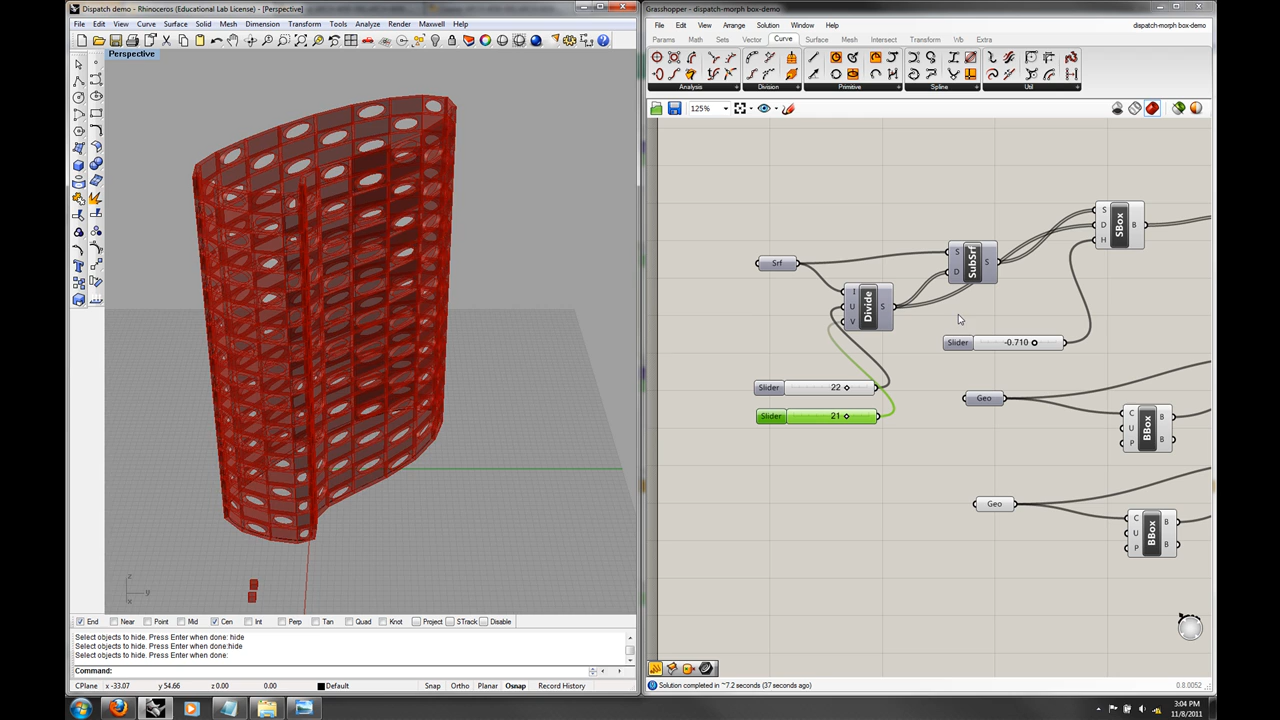 Dispatch demo - Rhinoceros (Educational Lab License) - [Perspective]
File Edit View Curve Surface Solid Mesh Dimension Transform Tools Analyze Render Maxwell Help
Perspective
z
y
x
End Near Point Mid Cen Int Perp Tan Quad Knot Project STrack Disable
Select objects to hide. Press Enter when done: hide
Select objects to hide. Press Enter when done:hide
Select objects to hide. Press Enter when done:
Command:
CPlane x -33.07 y 54.66 z 0.00 0.00 Default Snap Ortho Planar Osnap Record History
Grasshopper - dispatch-morph box-demo
File Edit View Arrange Solution Window Help dispatch-morph box-demo
Params Math Sets Vector Curve Surface Mesh Intersect Transform Wb Extra
Analysis Division Primitive Spline Util
125%
S
D
H
SBox
B
Srf
S
D
SubSrf
S
I
U
V
Divide
S
Slider -0.710
Slider 22
Slider 21
Geo
C
U
P
BBox
B
B
Geo
C
U
P
BBox
B
B
Solution completed in ~7.2 seconds (37 seconds ago) 0.8.0052
3:04 PM
11/8/2011